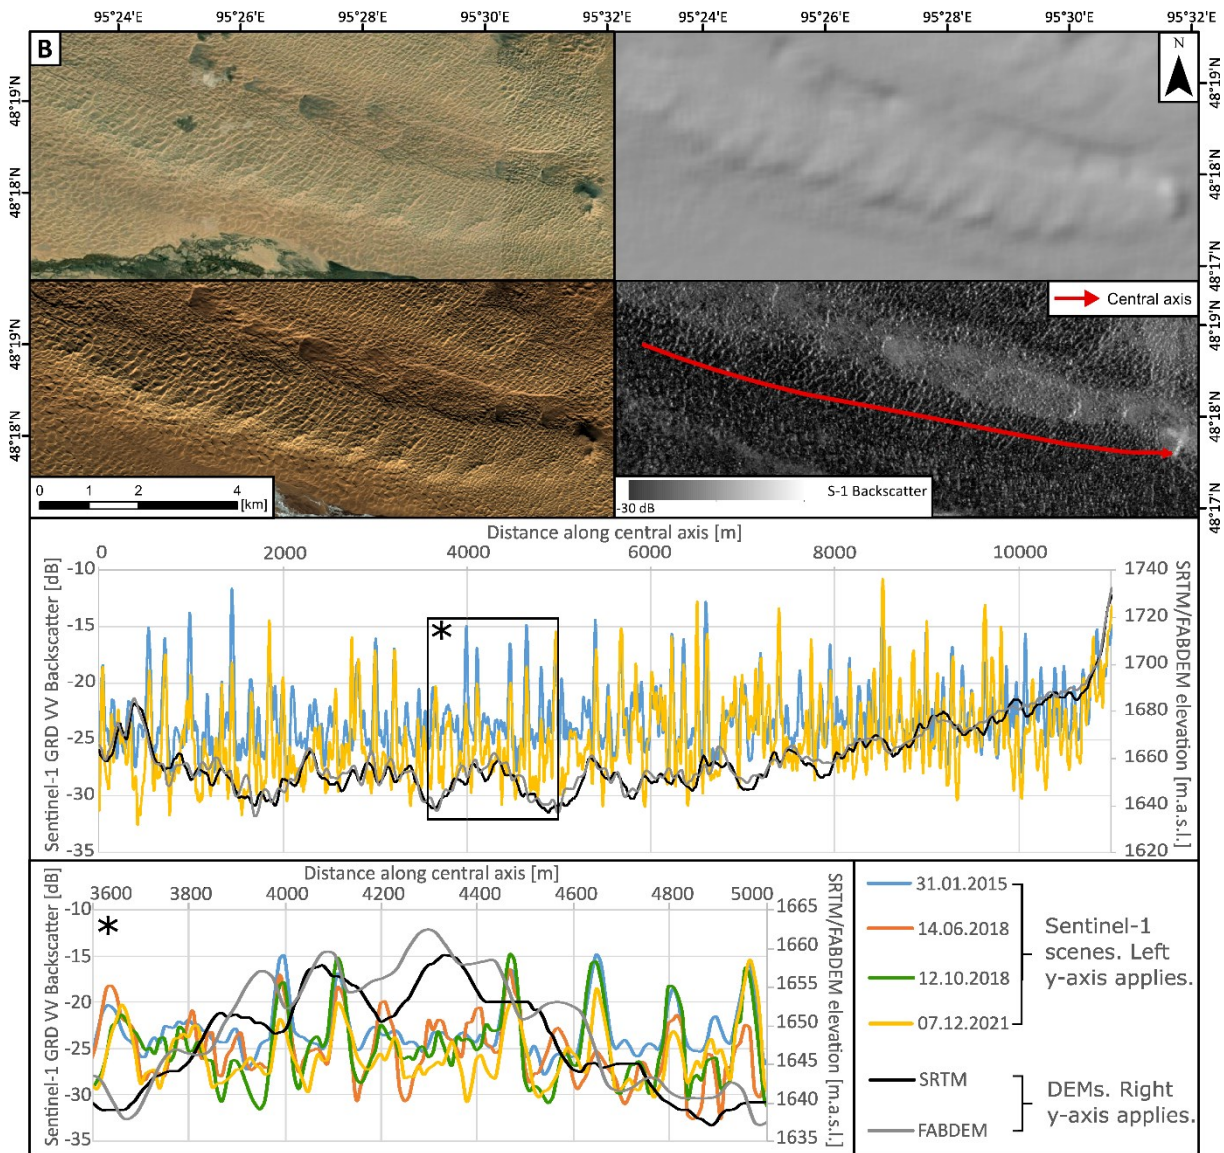 95°24'E 95°26'E 95°28'E 95°30'E 95°32'E 95°24'E 95°26'E 95°28'E 95°30'E 95°32'E
B
N
48°19'N
48°18'N
48°19'N
48°18'N
48°17'N
48°19'N
48°18'N
Central axis
48°19'N
48°18'N
48°17'N
0 1 2 4
[km]
S-1 Backscatter
-30 dB
Distance along central axis [m]
0 2000 4000 6000 8000 10000
Sentinel-1 GRD VV Backscatter [dB]
-10
-15
-20
-25
-30
-35
*
1740
1720
1700
1680
1660
1640
1620
SRTM/FABDEM elevation [m.a.s.l.]
Distance along central axis [m]
3600 3800 4000 4200 4400 4600 4800 5000
Sentinel-1 GRD VV Backscatter [dB]
-10
-15
-20
-25
-30
-35
*
1665
1660
1655
1650
1645
1640
1635
SRTM/FABDEM elevation [m.a.s.l.]
31.01.2015
14.06.2018
12.10.2018
07.12.2021
Sentinel-1
scenes. Left
y-axis applies.
SRTM
FABDEM
DEMs. Right
y-axis applies.